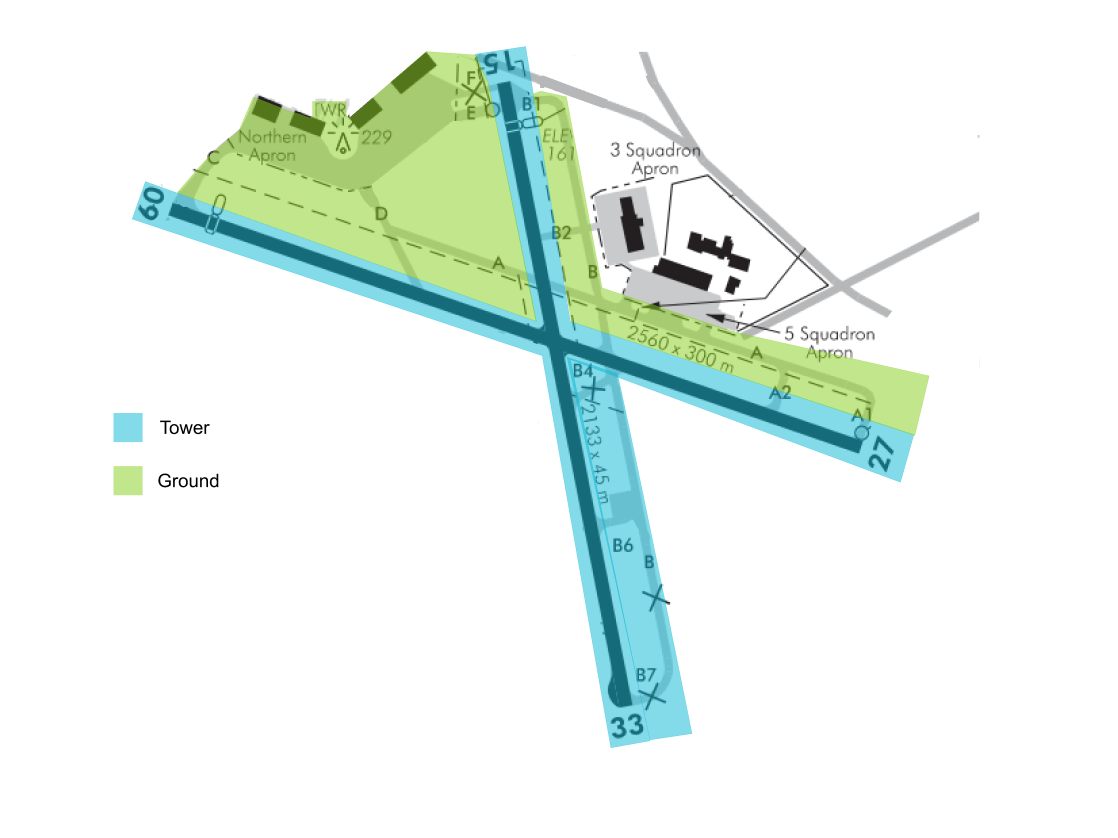 15
F
E
B1
TWR
229
ELE
161
Northern
Apron
C
3 Squadron
Apron
09
D
B2
A
B
2560 x 300 m
5 Squadron
Apron
A
B4
A2
A1
27
2133 x 45 m
Tower
Ground
B6
B
B7
33